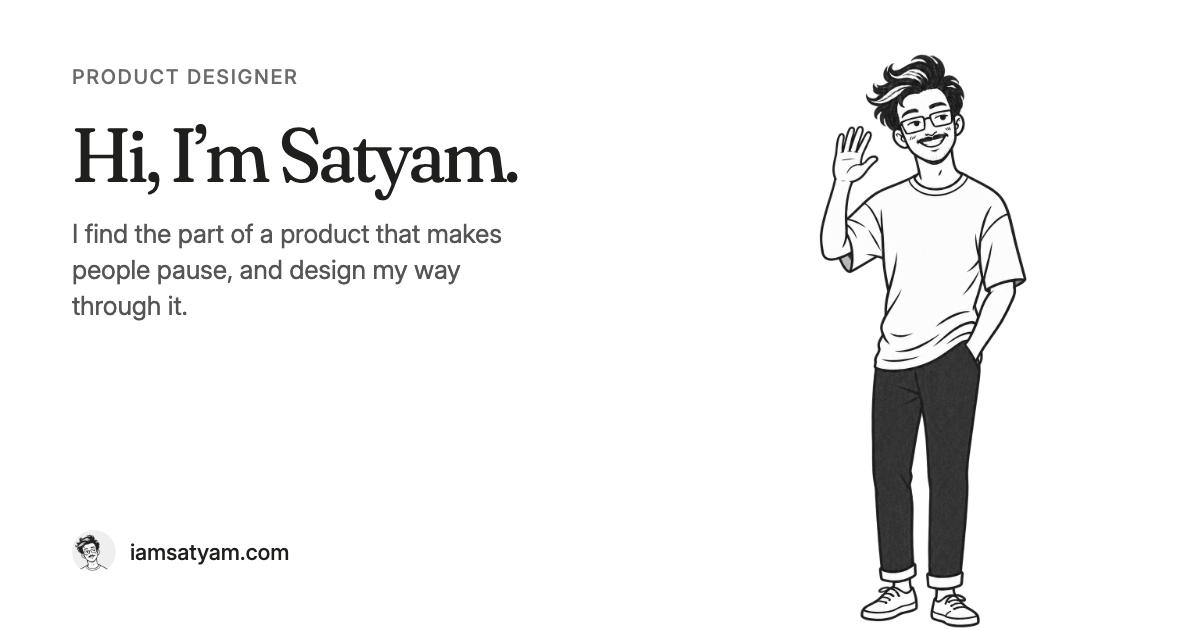 PRODUCT DESIGNER
Hi, I’m Satyam.
I find the part of a product that makes
people pause, and design my way
through it.
iamsatyam.com